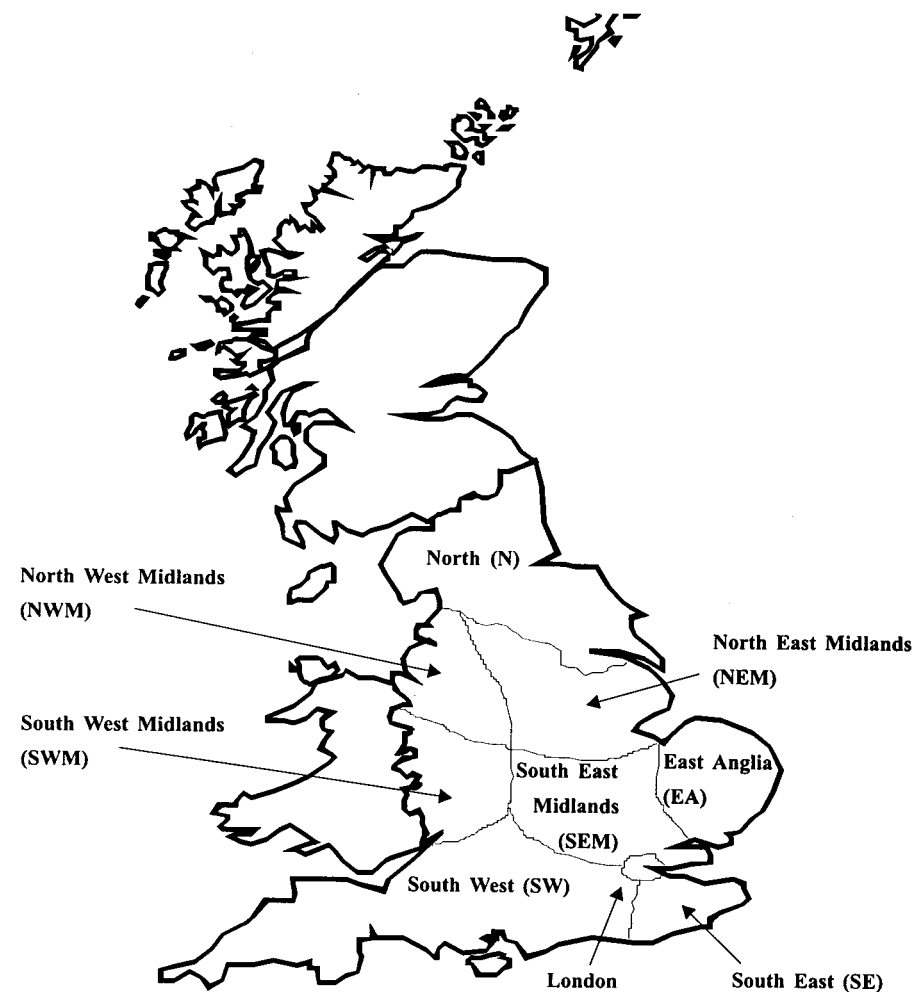 North (N)
North West Midlands
(NWM)
North East Midlands
(NEM)
South West Midlands
(SWM)
South East
Midlands
(SEM)
East Anglia
(EA)
South West (SW)
London
South East (SE)